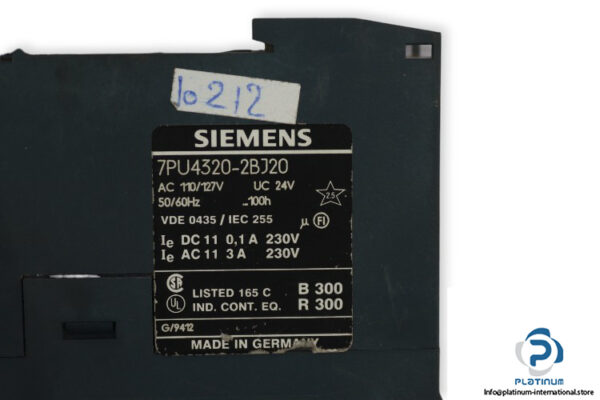 10212
SIEMENS
7PU4320-2BJ20
AC 110/127V UC 24V
50/60Hz ...100h
25
VDE 0435 / IEC 255 µ FI
Ie DC 11 0,1 A 230V
Ie AC 11 3 A 230V
LISTED 165 C B 300
IND. CONT. EQ. R 300
G/9412
MADE IN GERMANY
PLATINUM
Info@platinum-international.store